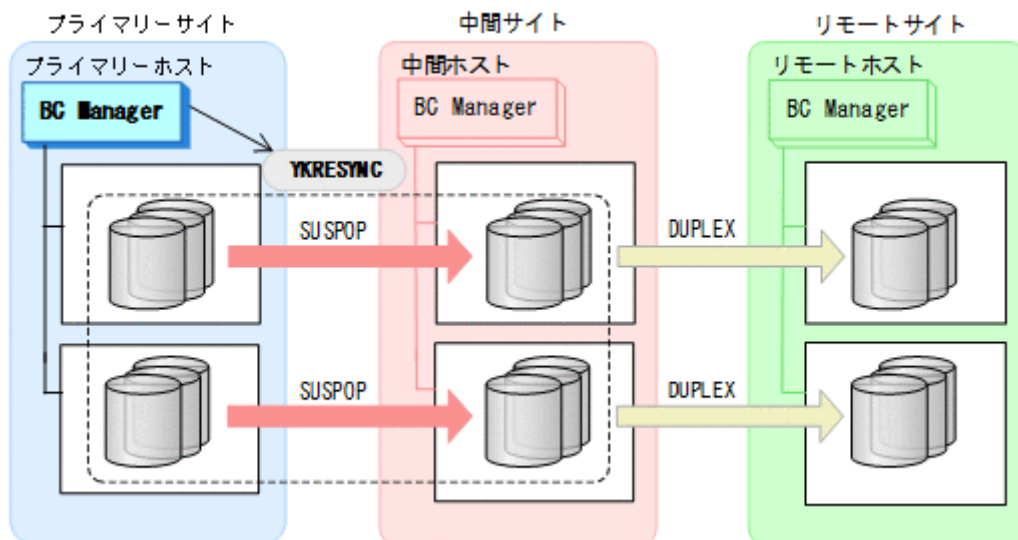 プライマリーサイト
中間サイト
リモートサイト
プライマリーホスト
中間ホスト
リモートホスト
BC Manager
BC Manager
BC Manager
YKRESYNC
SUSPOP
DUPLEX
SUSPOP
DUPLEX